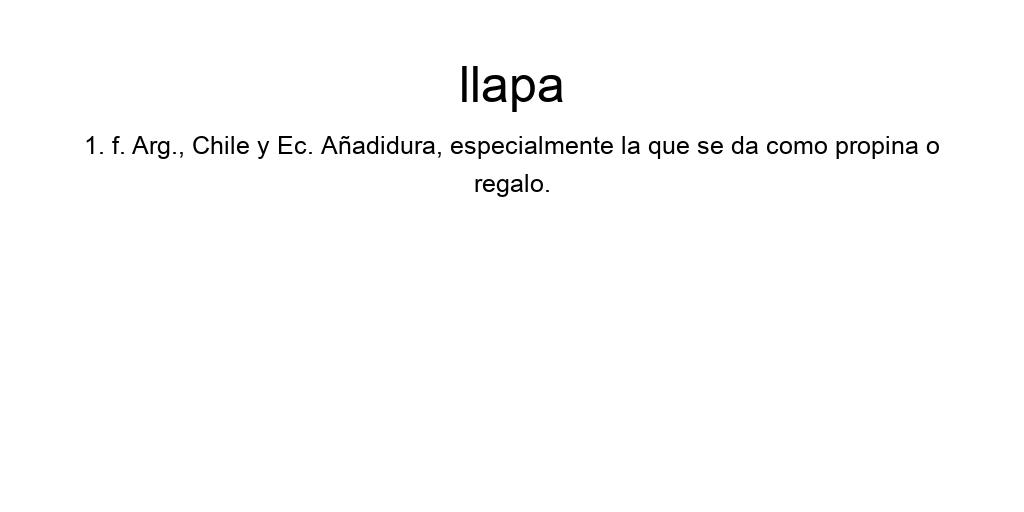 llapa
1. f. Arg., Chile y Ec. Añadidura, especialmente la que se da como propina o
regalo.